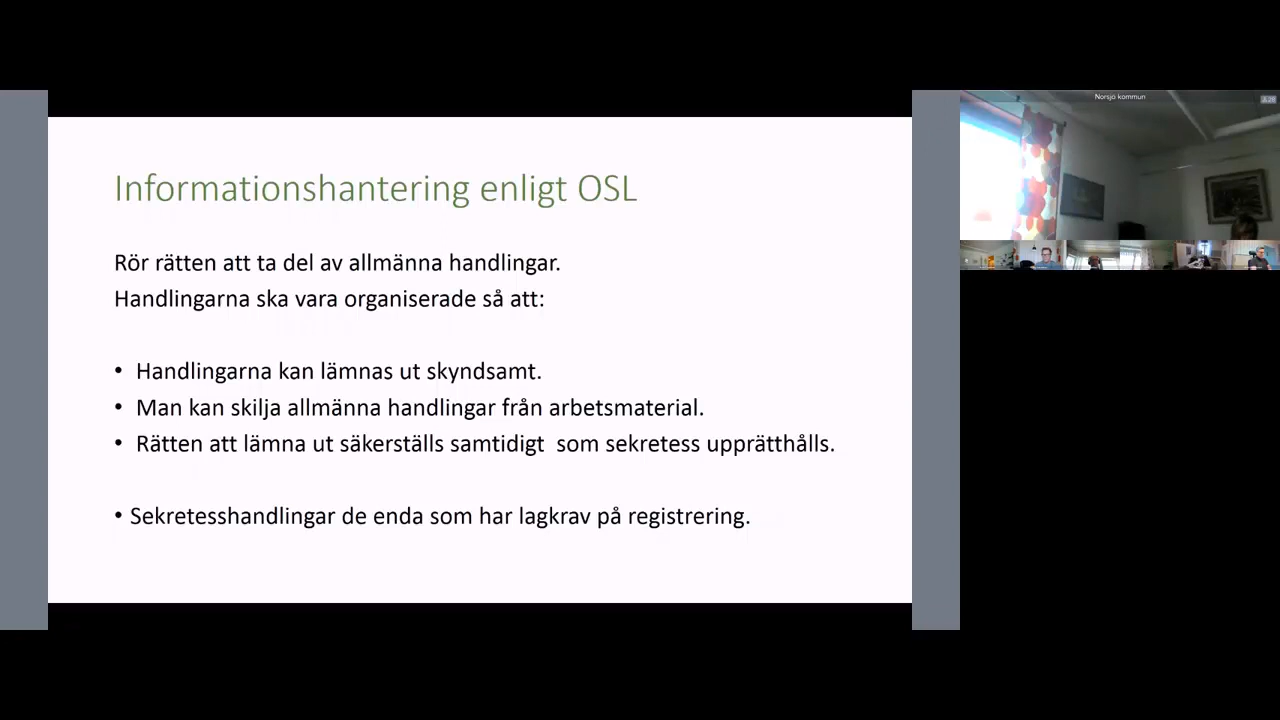 Informationshantering enligt OSL
Rör rätten att ta del av allmänna handlingar.
Handlingarna ska vara organiserade så att:
• Handlingarna kan lämnas ut skyndsamt.
• Man kan skilja allmänna handlingar från arbetsmaterial.
• Rätten att lämna ut säkerställs samtidigt  som sekretess upprätthålls.
• Sekretesshandlingar de enda som har lagkrav på registrering.
Norsjö kommun